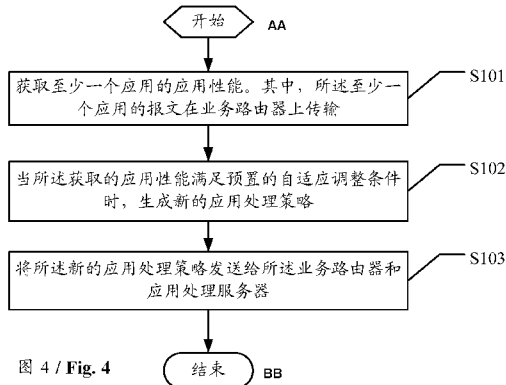 开始
AA
获取至少一个应用的应用性能。其中，所述至少一
个应用的报文在业务路由器上传输
S101
当所述获取的应用性能满足预置的自适应调整条件
时，生成新的应用处理策略
S102
将所述新的应用处理策略发送给所述业务路由器和
应用处理服务器
S103
结束
BB
图 4 / Fig. 4